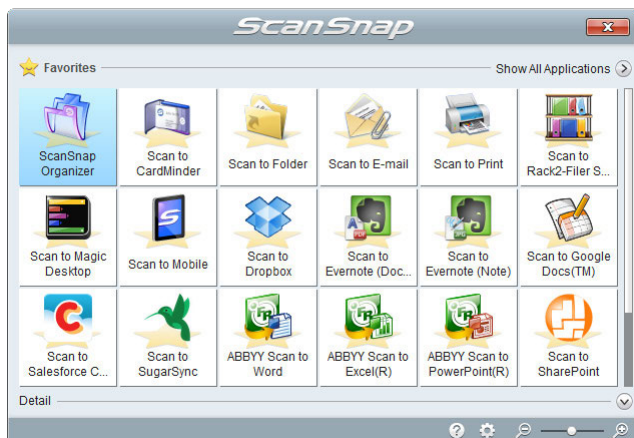 ScanSnap
Favorites
Show All Applications
ScanSnap
Organizer
Scan to
CardMinder
Scan to Folder
Scan to E-mail
Scan to Print
Scan to
Rack2-Filer S...
Scan to Magic
Desktop
Scan to Mobile
Scan to
Dropbox
Scan to
Evernote (Doc...
Scan to
Evernote (Note)
Scan to Google
Docs(TM)
Scan to
Salesforce C...
Scan to
SugarSync
ABBYY Scan to
Word
ABBYY Scan to
Excel(R)
ABBYY Scan to
PowerPoint(R)
Scan to
SharePoint
Detail